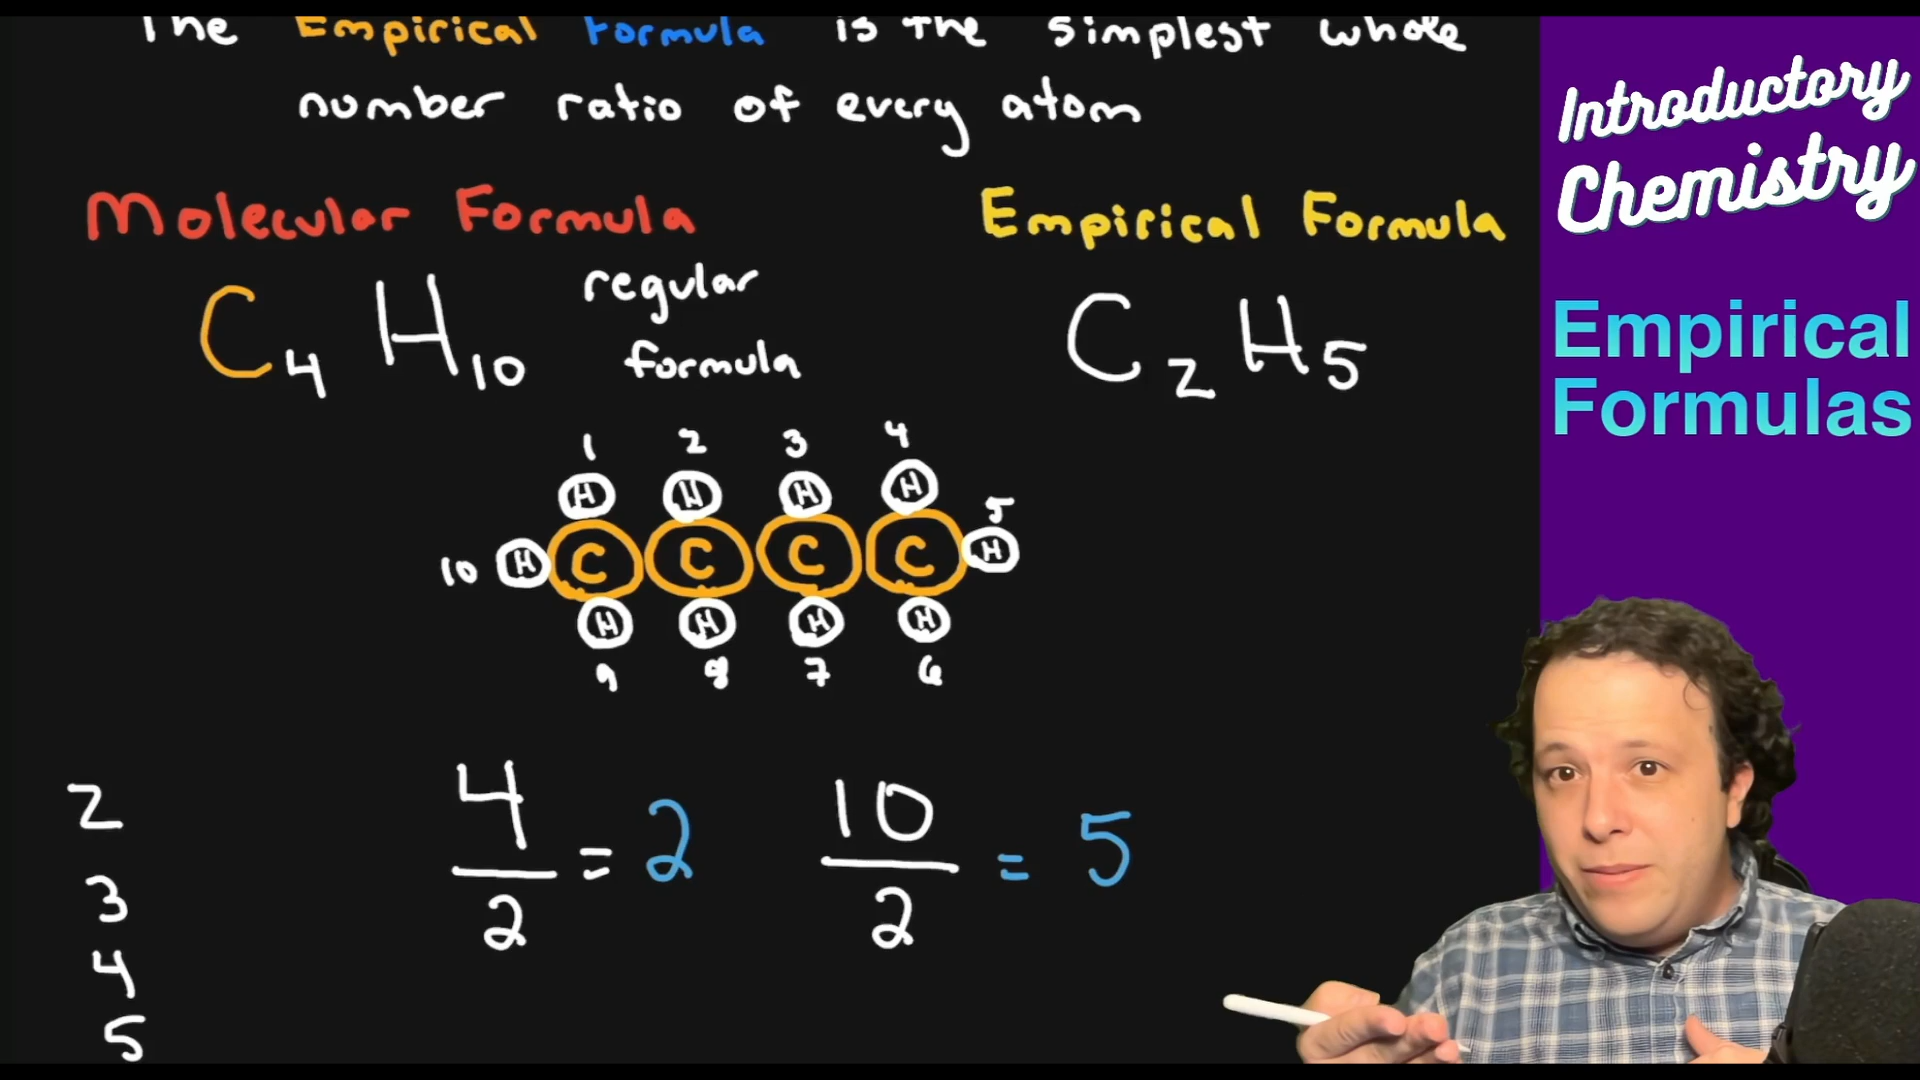 The Empirical Formula is the simplest whole
number ratio of every atom
Molecular Formula
Empirical Formula
C4 H10
regular
formula
C2 H5
1 2 3 4
H H H H 5
10 H C C C C H
H H H H
9 8 7 6
2
3
4
5
4/2 = 2
10/2 = 5
Introductory
Chemistry
Empirical
Formulas